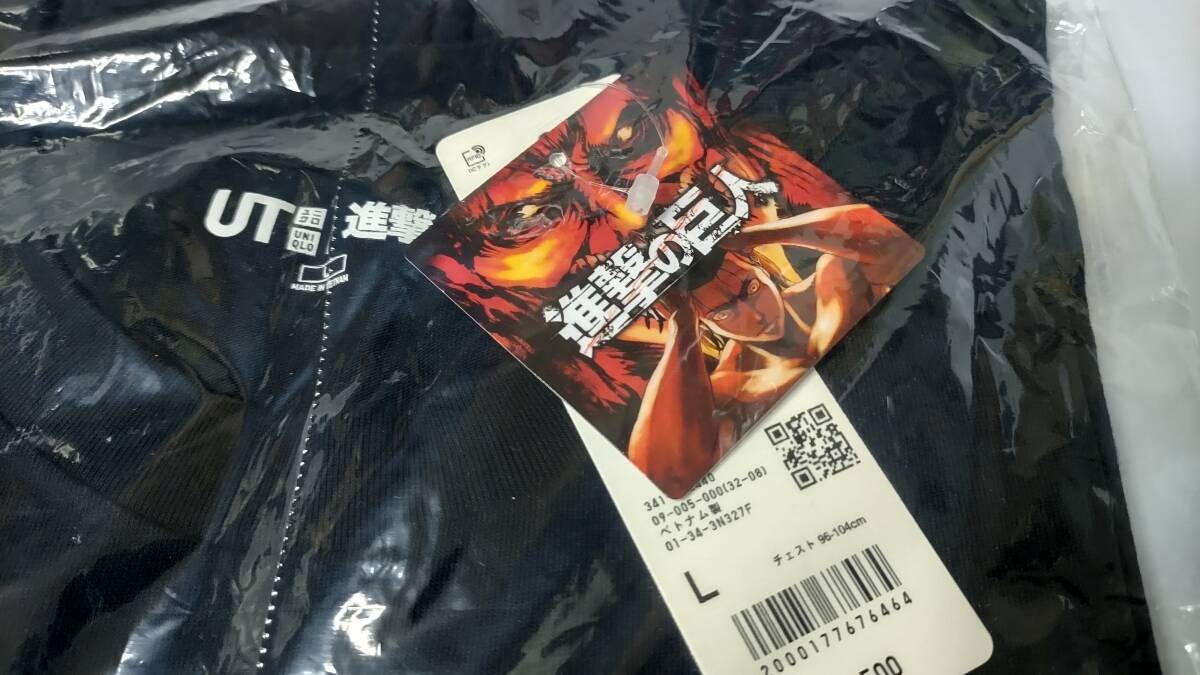 UT
UNI
QLO
進撃
MADE IN VIETNAM
進撃の巨人
09-005-000(32-08)
ベトナム製
01-34-3N327F
チェスト 96-104cm
L
2000177676464